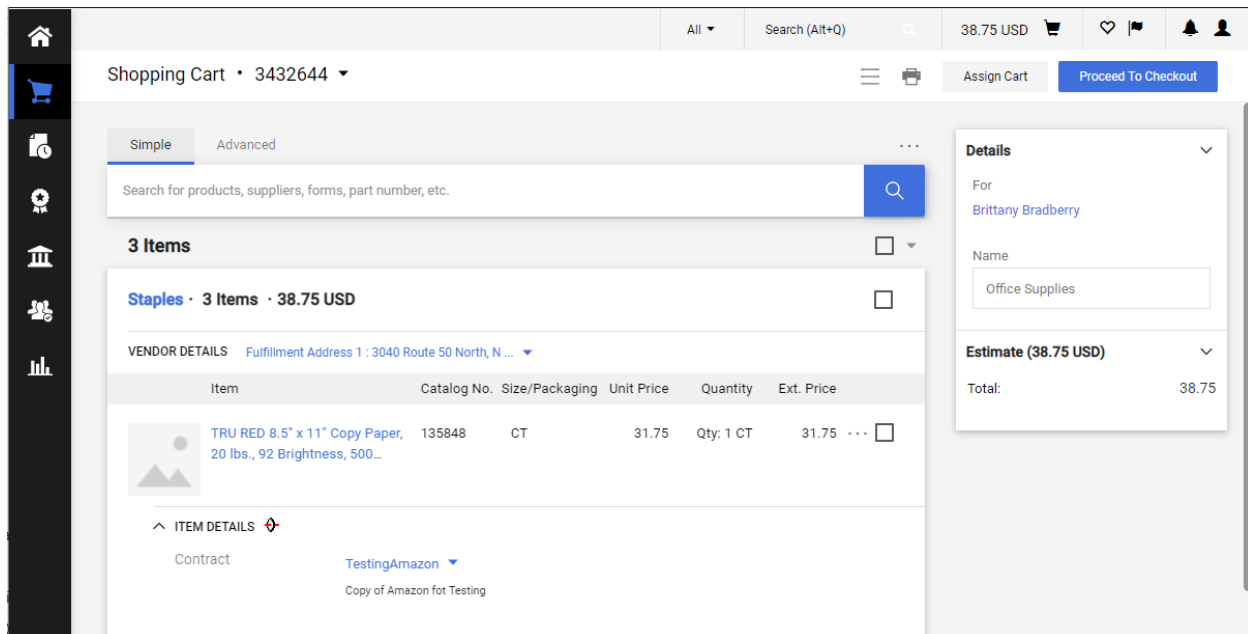 All
Search (Alt+Q)
38.75 USD
Shopping Cart • 3432644
Assign Cart
Proceed To Checkout
Simple
Advanced
Search for products, suppliers, forms, part number, etc.
3 Items
Staples · 3 Items · 38.75 USD
VENDOR DETAILS Fulfillment Address 1 : 3040 Route 50 North, N ...
Item Catalog No. Size/Packaging Unit Price Quantity Ext. Price
TRU RED 8.5" x 11" Copy Paper, 135848 CT 31.75 Qty: 1 CT 31.75
20 lbs., 92 Brightness, 500...
ITEM DETAILS
Contract TestingAmazon
Copy of Amazon fot Testing
Details
For
Brittany Bradberry
Name
Office Supplies
Estimate (38.75 USD)
Total: 38.75